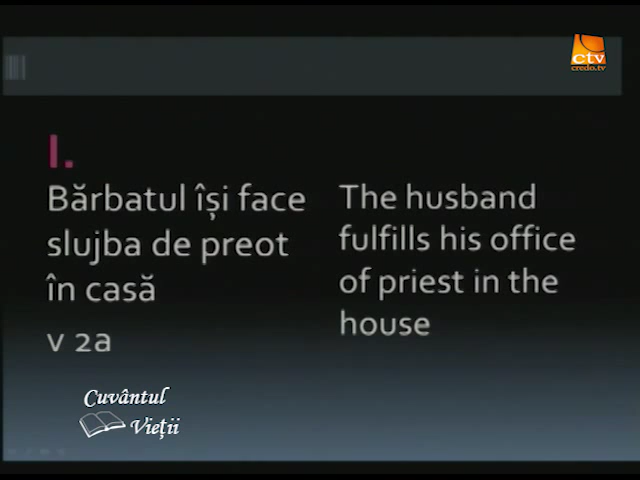 ctv
credo.tv
I.
Bărbatul își face
slujba de preot
în casă
v 2a
The husband
fulfills his office
of priest in the
house
Cuvântul
Vieții